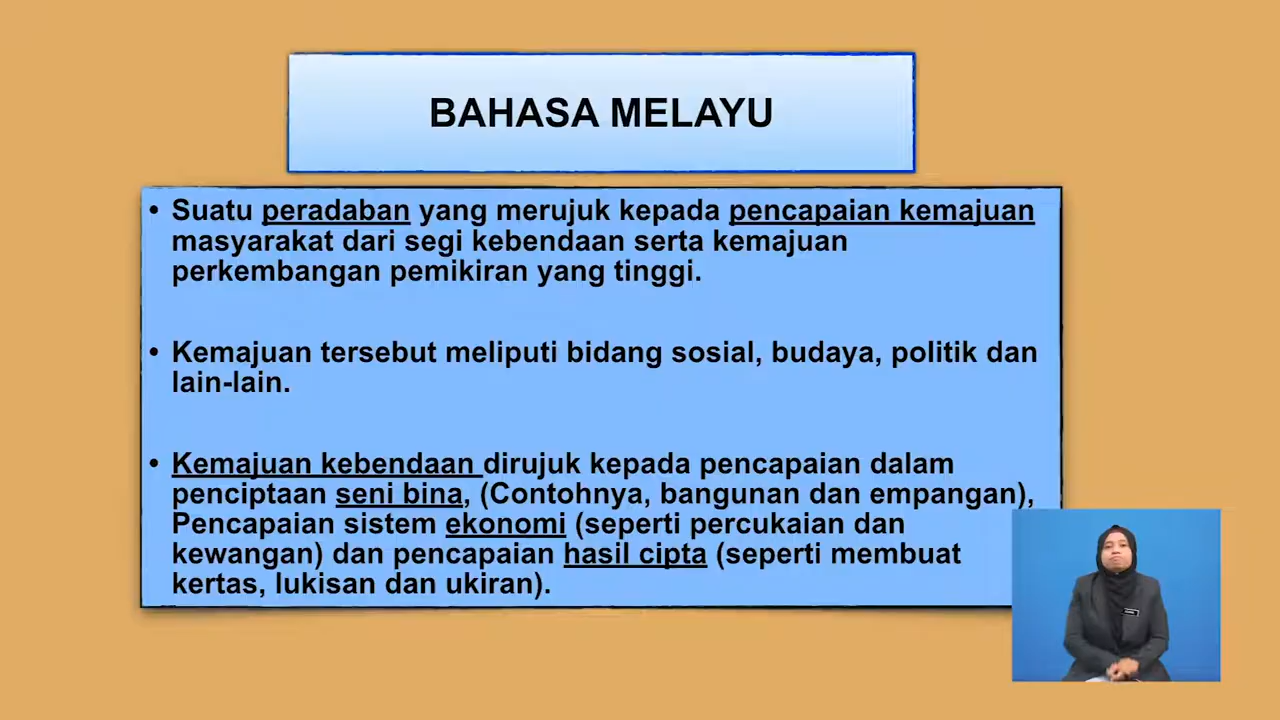 BAHASA MELAYU
• Suatu peradaban yang merujuk kepada pencapaian kemajuan
masyarakat dari segi kebendaan serta kemajuan
perkembangan pemikiran yang tinggi.
• Kemajuan tersebut meliputi bidang sosial, budaya, politik dan
lain-lain.
• Kemajuan kebendaan dirujuk kepada pencapaian dalam
penciptaan seni bina, (Contohnya, bangunan dan empangan),
Pencapaian sistem ekonomi (seperti percukaian dan
kewangan) dan pencapaian hasil cipta (seperti membuat
kertas, lukisan dan ukiran).